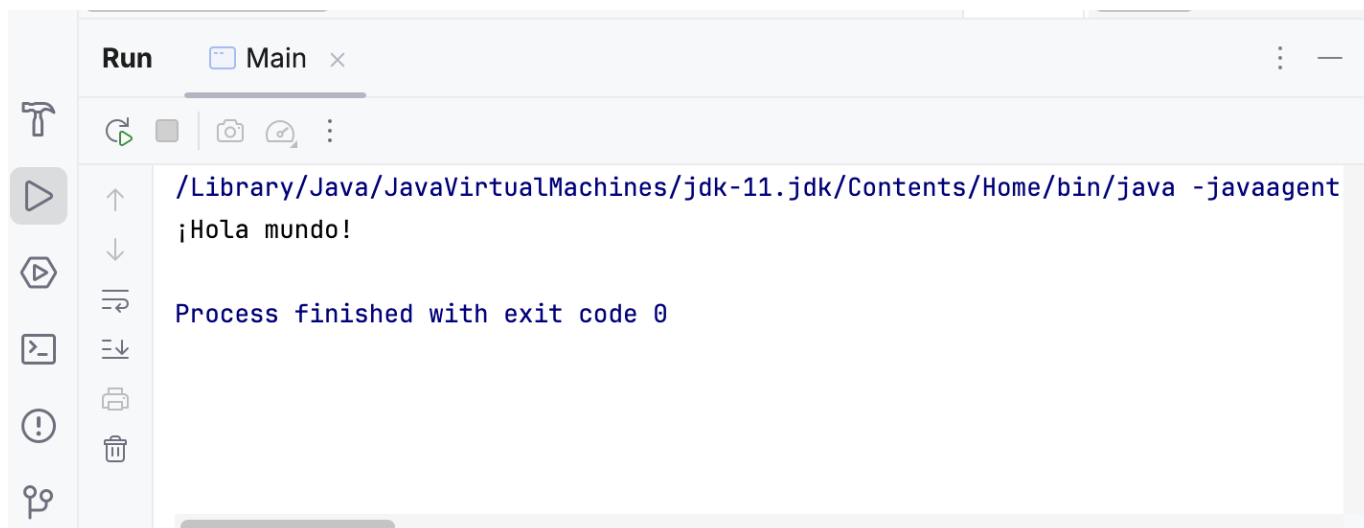 Run Main
/Library/Java/JavaVirtualMachines/jdk-11.jdk/Contents/Home/bin/java -javaagent
¡Hola mundo!
Process finished with exit code 0